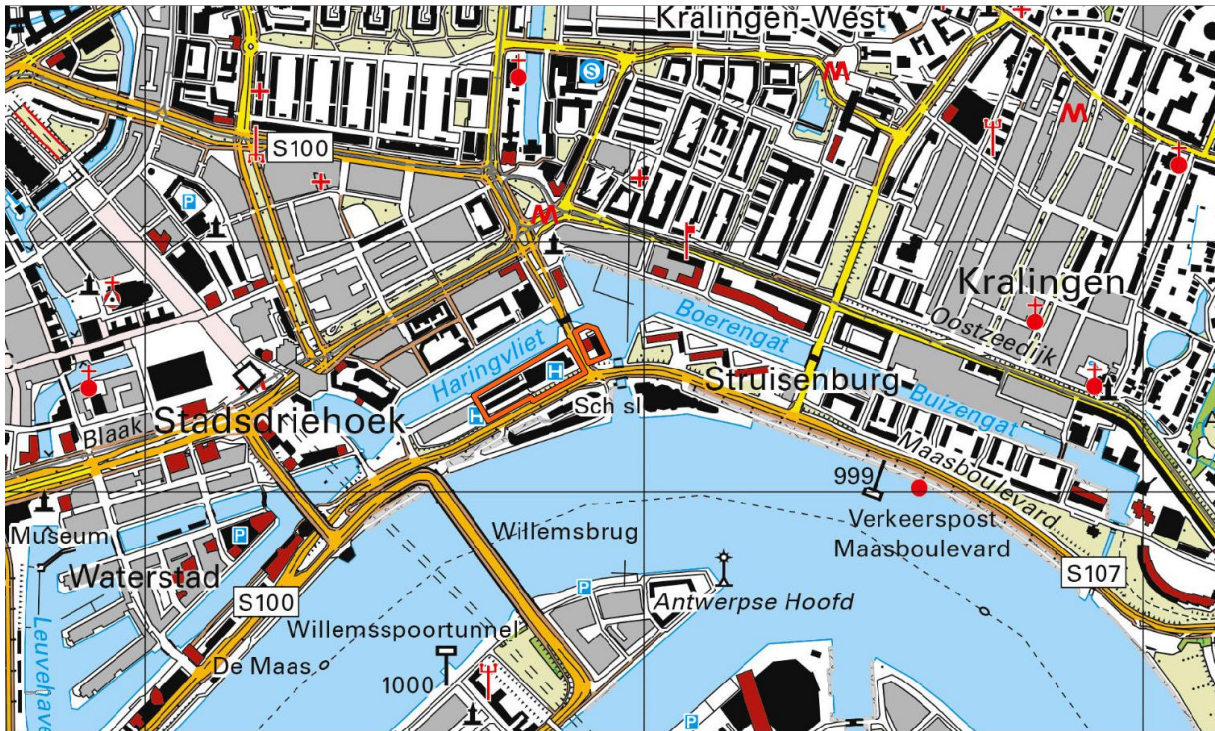 Kralingen-West
S
M
M
S100
P
M
Kralingen
Oostzeedijk
Boerengat
Haringvliet
H
Struisenburg
Buizengat
Sch sl
H
Stadsdriehoek
Blaak
Maasboulevard
999
Museum
P
Willemsbrug
Verkeerspost
Maasboulevard
Waterstad
S107
S100
P
Antwerpse Hoofd
Willemsspoortunnel
Leuvehave
De Maas
1000
P